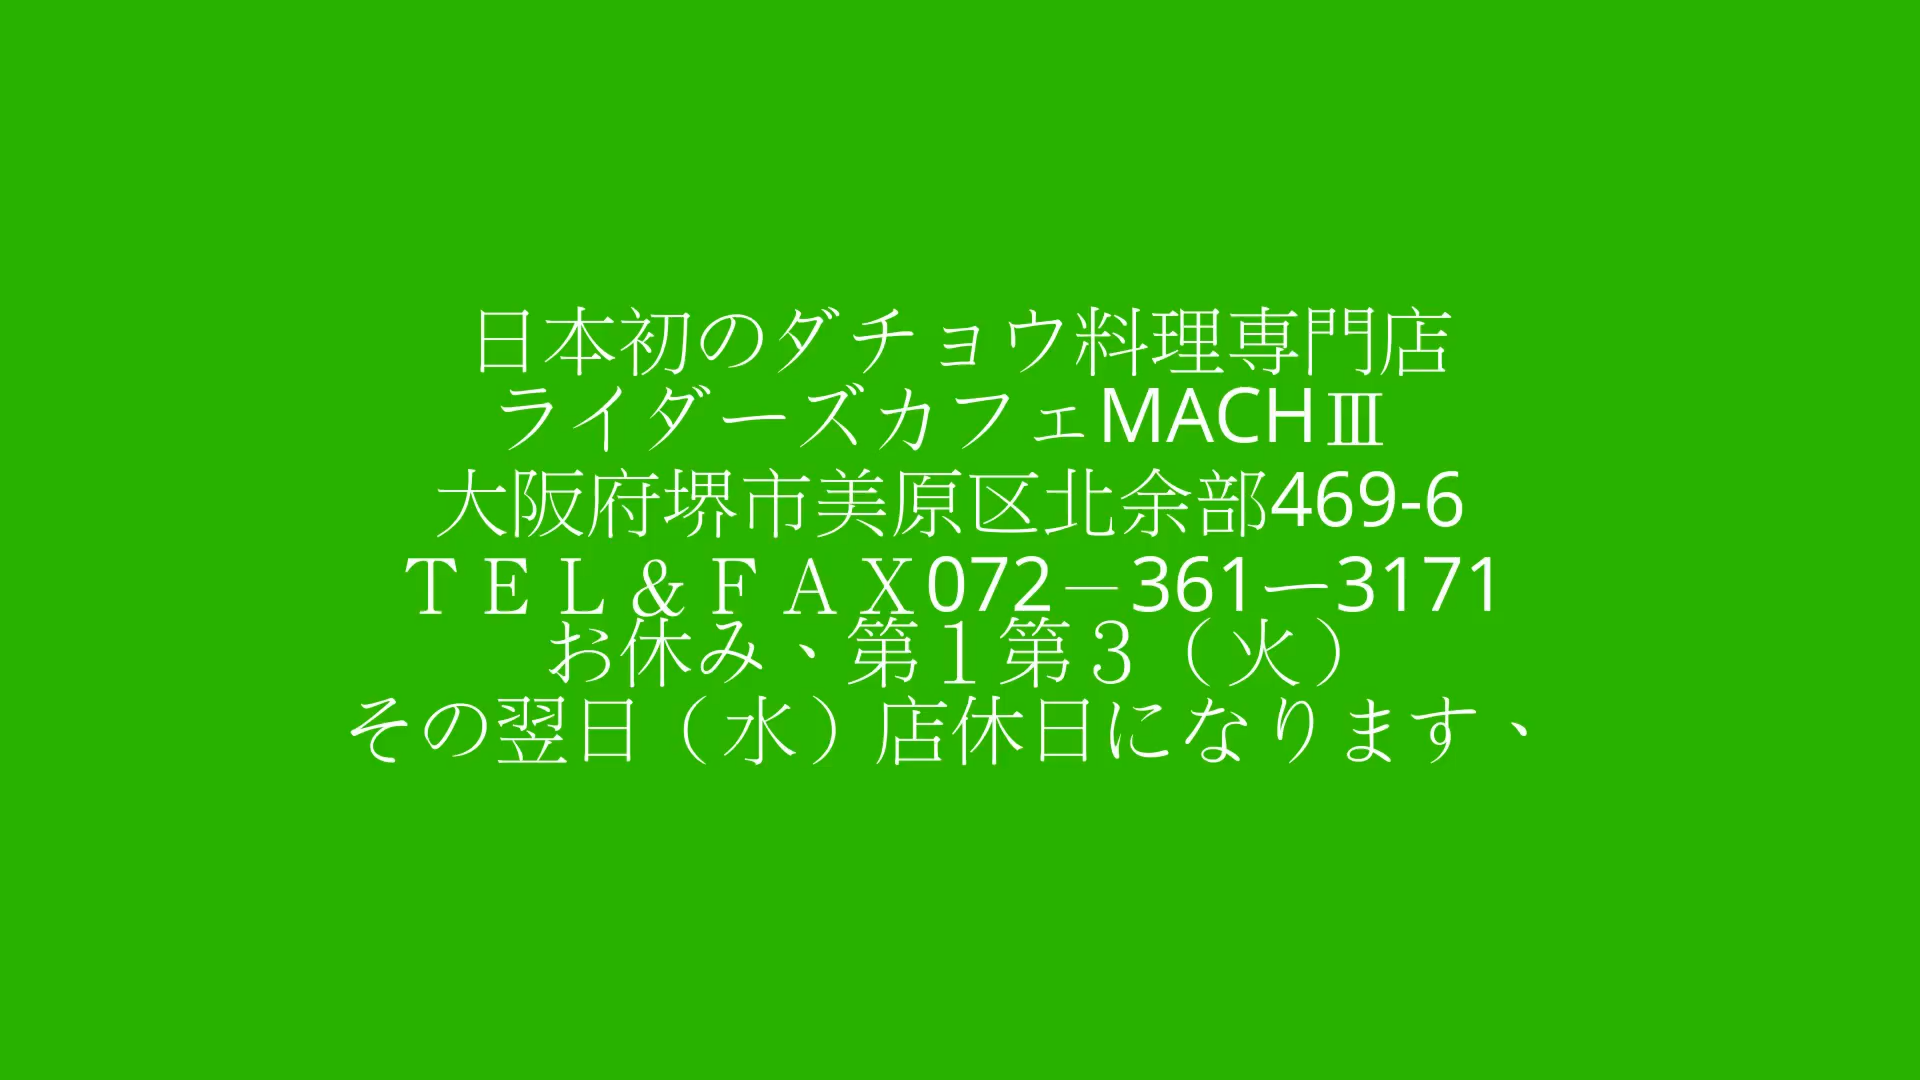 日本初のダチョウ料理専門店
ライダーズカフェMACHⅢ
大阪府堺市美原区北余部469-6
ＴＥＬ＆ＦＡＸ072－361ー3171
お休み、第１第３（火）
その翌日（水）店休日になります、